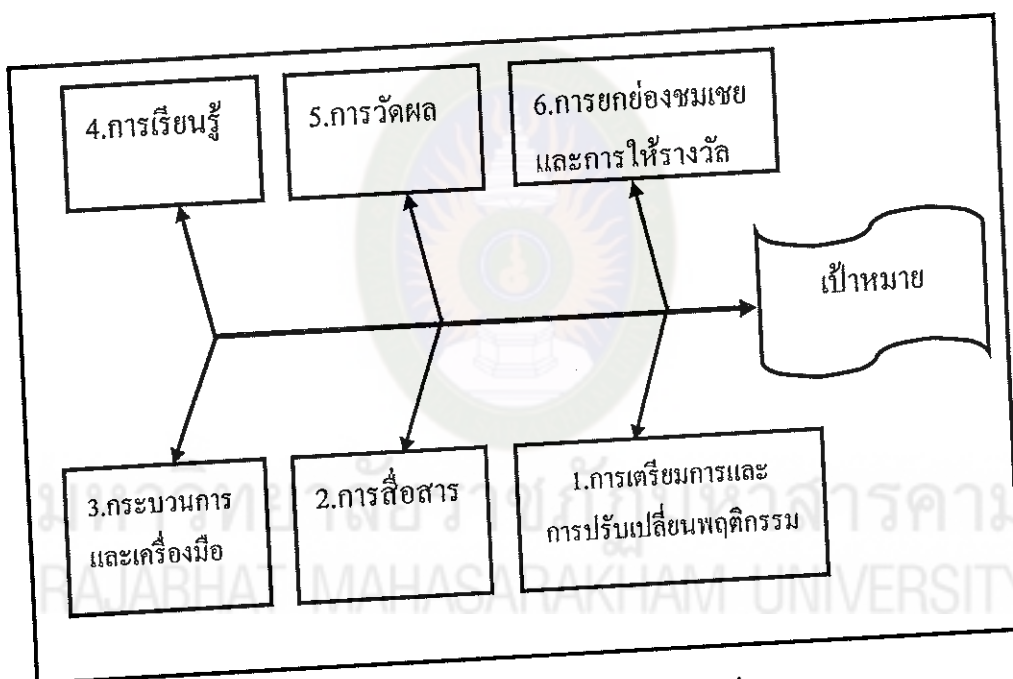 4.การเรียนรู้
5.การวัดผล
6.การยกย่องชมเชย
และการให้รางวัล
เป้าหมาย
3.กระบวนการ
และเครื่องมือ
2.การสื่อสาร
1.การเตรียมการและ
การปรับเปลี่ยนพฤติกรรม
มหาวิทยาลัยราชภัฏมหาสารคาม
RAJABHAT MAHASARAKHAM UNIVERSITY